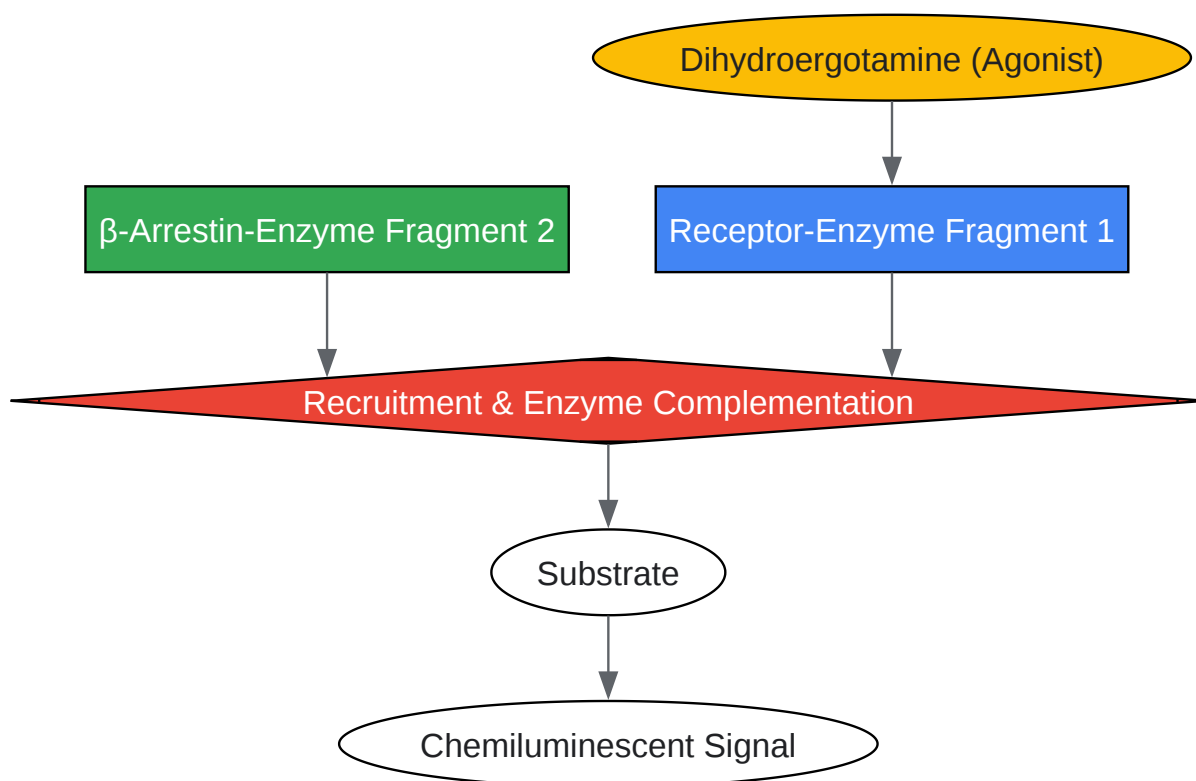 Dihydroergotamine (Agonist)
β-Arrestin-Enzyme Fragment 2
Receptor-Enzyme Fragment 1
Recruitment & Enzyme Complementation
Substrate
Chemiluminescent Signal